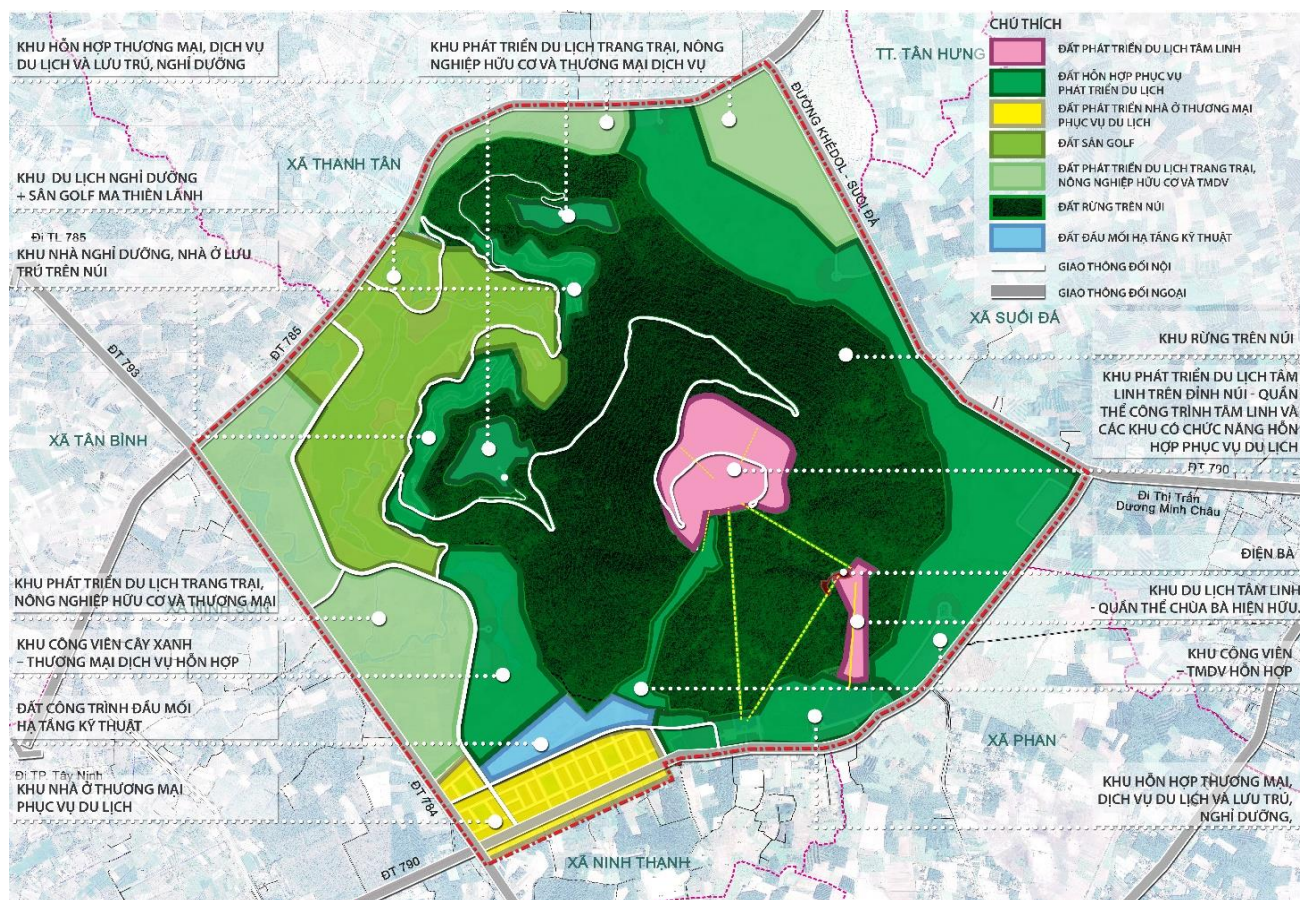 KHU HỖN HỢP THƯƠNG MẠI, DỊCH VỤ
DU LỊCH VÀ LƯU TRÚ, NGHỈ DƯỠNG
KHU PHÁT TRIỂN DU LỊCH TRANG TRẠI, NÔNG
NGHIỆP HỮU CƠ VÀ THƯƠNG MẠI DỊCH VỤ
TT. TÂN HƯNG
CHÚ THÍCH
ĐẤT PHÁT TRIỂN DU LỊCH TÂM LINH
ĐẤT HỖN HỢP PHỤC VỤ
PHÁT TRIỂN DU LỊCH
ĐẤT PHÁT TRIỂN NHÀ Ở THƯƠNG MẠI
PHỤC VỤ DU LỊCH
ĐẤT SÂN GOLF
ĐẤT PHÁT TRIỂN DU LỊCH TRANG TRẠI,
NÔNG NGHIỆP HỮU CƠ VÀ TMDV
ĐẤT RỪNG TRÊN NÚI
ĐẤT ĐẦU MỐI HẠ TẦNG KỸ THUẬT
GIAO THÔNG ĐỐI NỘI
GIAO THÔNG ĐỐI NGOẠI
XÃ THANH TÂN
ĐƯỜNG KHÉDOL - SUỐI ĐÁ
KHU DU LỊCH NGHỈ DƯỠNG
+ SÂN GOLF MA THIÊN LÃNH
Đi TL 785
KHU NHÀ NGHỈ DƯỠNG, NHÀ Ở LƯU
TRÚ TRÊN NÚI
ĐT 793
ĐT 785
XÃ SUỐI ĐÁ
KHU RỪNG TRÊN NÚI
KHU PHÁT TRIỂN DU LỊCH TÂM
LINH TRÊN ĐỈNH NÚI - QUẦN
THỂ CÔNG TRÌNH TÂM LINH VÀ
CÁC KHU CÓ CHỨC NĂNG HỖN
HỢP PHỤC VỤ DU LỊCH
XÃ TÂN BÌNH
ĐT 790
Đi Thị Trấn
Dương Minh Châu
ĐIỆN BÀ
KHU PHÁT TRIỂN DU LỊCH TRANG TRẠI,
NÔNG NGHIỆP HỮU CƠ VÀ THƯƠNG MẠI
XÃ NINH SƠN
KHU DU LỊCH TÂM LINH
- QUẦN THỂ CHÙA BÀ HIỆN HỮU.
KHU CÔNG VIÊN CÂY XANH
– THƯƠNG MẠI DỊCH VỤ HỖN HỢP
KHU CÔNG VIÊN
– TMDV HỖN HỢP
ĐẤT CÔNG TRÌNH ĐẦU MỐI
HẠ TẦNG KỸ THUẬT
XÃ PHAN
Đi TP. Tây Ninh
KHU NHÀ Ở THƯƠNG MẠI
PHỤC VỤ DU LỊCH
ĐT 784
KHU HỖN HỢP THƯƠNG MẠI,
DỊCH VỤ DU LỊCH VÀ LƯU TRÚ,
NGHỈ DƯỠNG,
ĐT 790
XÃ NINH THẠNH